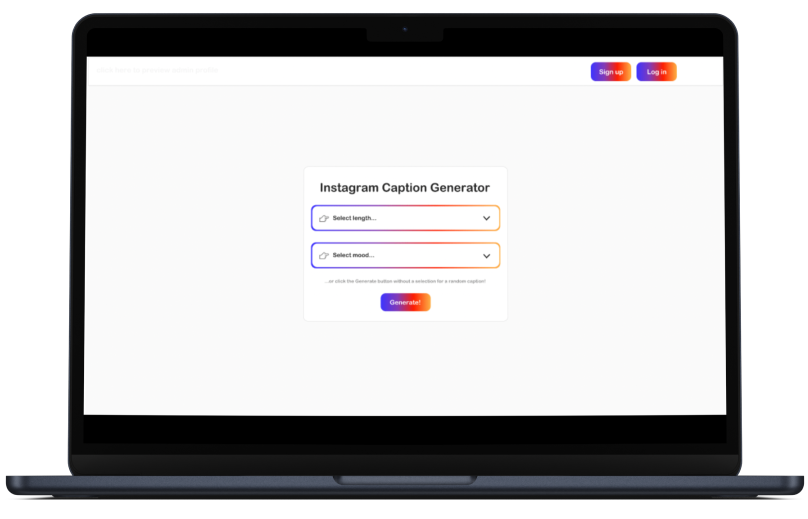 Sign up
Log in
Instagram Caption Generator
Select length...
Select mood...
...or click the Generate button without a selection for a random caption!
Generate!